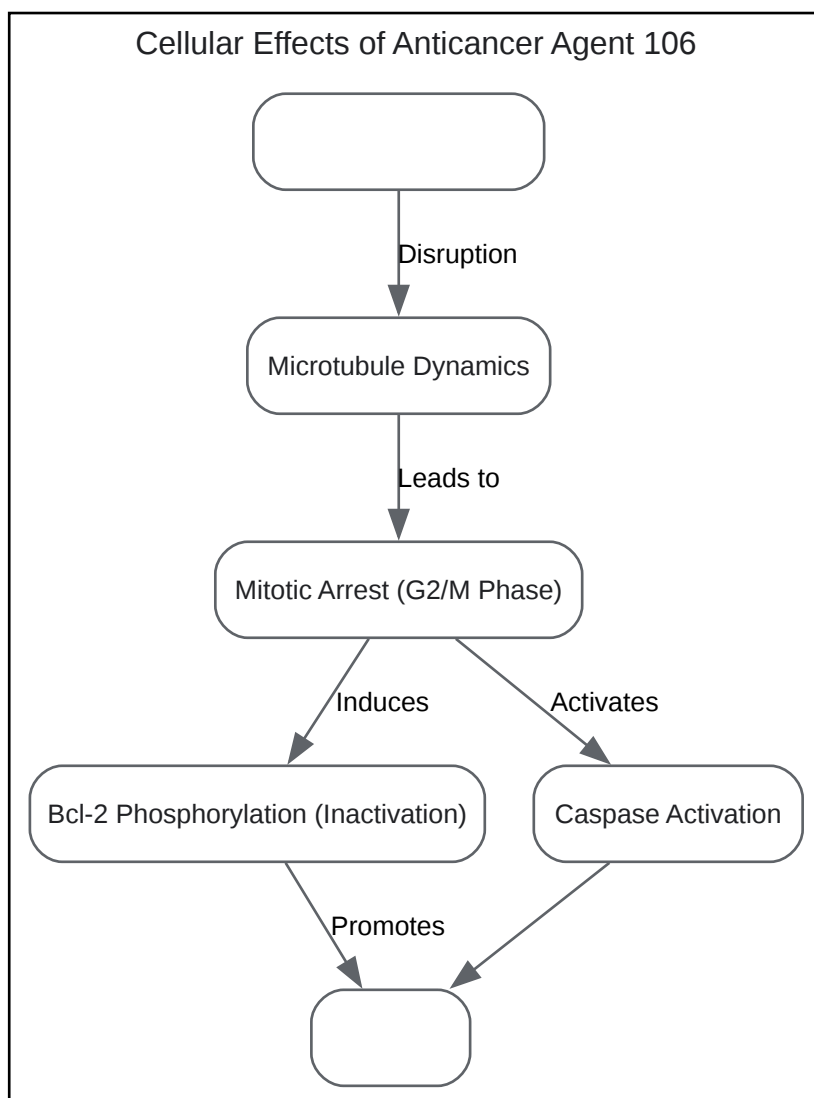 Cellular Effects of Anticancer Agent 106
Disruption
Microtubule Dynamics
Leads to
Mitotic Arrest (G2/M Phase)
Induces
Activates
Bcl-2 Phosphorylation (Inactivation)
Caspase Activation
Promotes